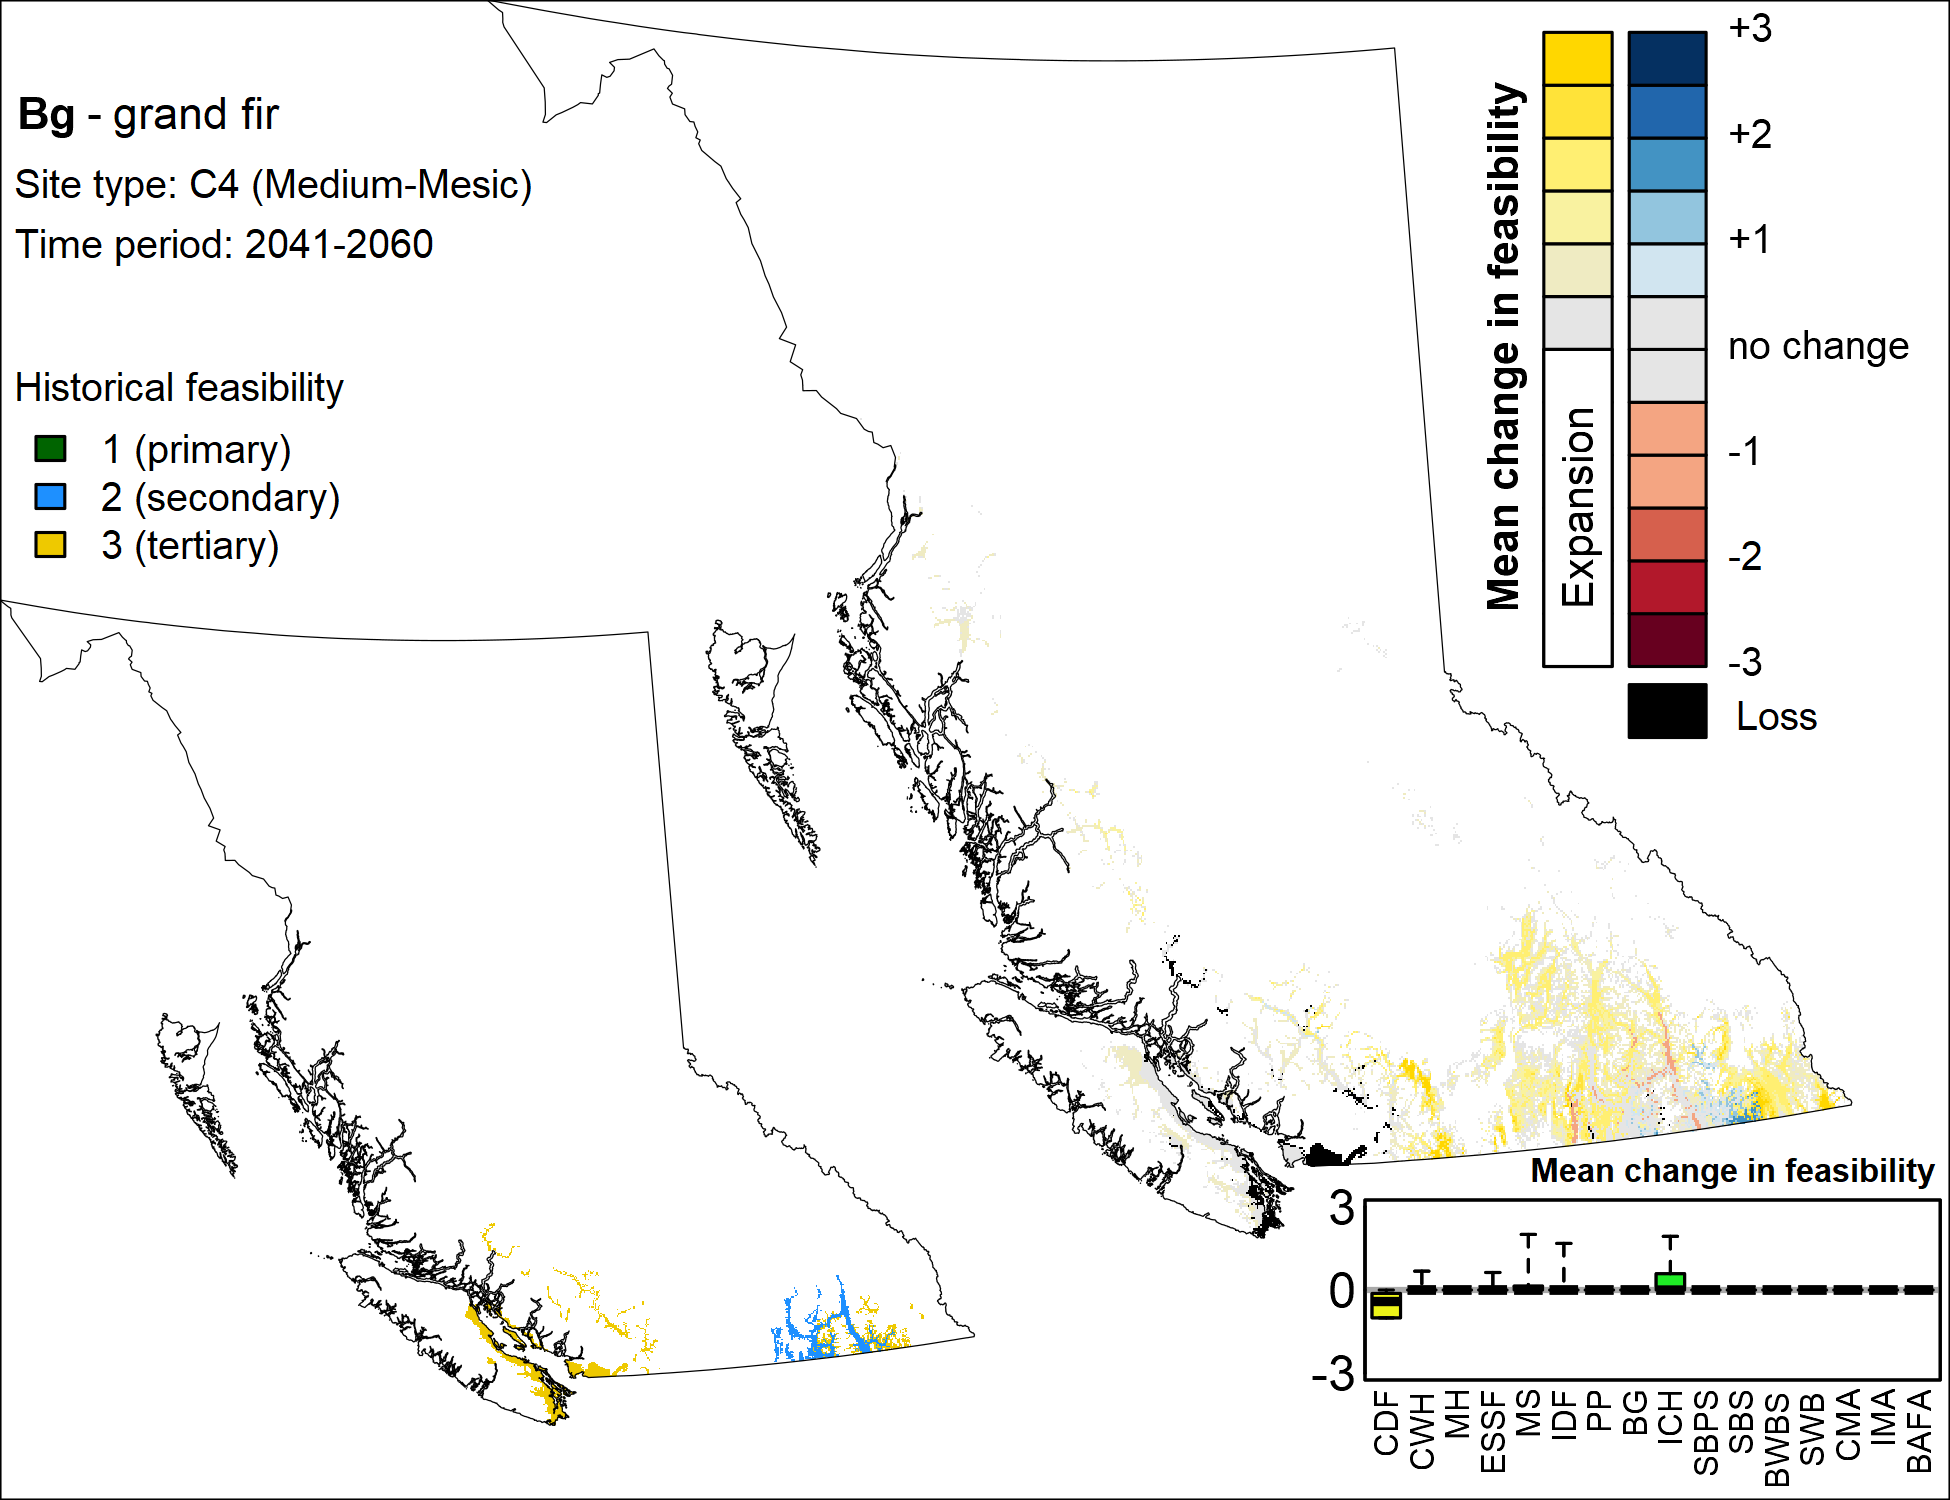 Bg - grand fir
Site type: C4 (Medium-Mesic)
Time period: 2041-2060
Historical feasibility
1 (primary)
2 (secondary)
3 (tertiary)
Mean change in feasibility
Expansion
+3
+2
+1
no change
-1
-2
-3
Loss
Mean change in feasibility
3
0
-3
CDF
CWH
MH
ESSF
MS
IDF
PP
BG
ICH
SBPS
SBS
BWBS
SWB
CMA
IMA
BAFA